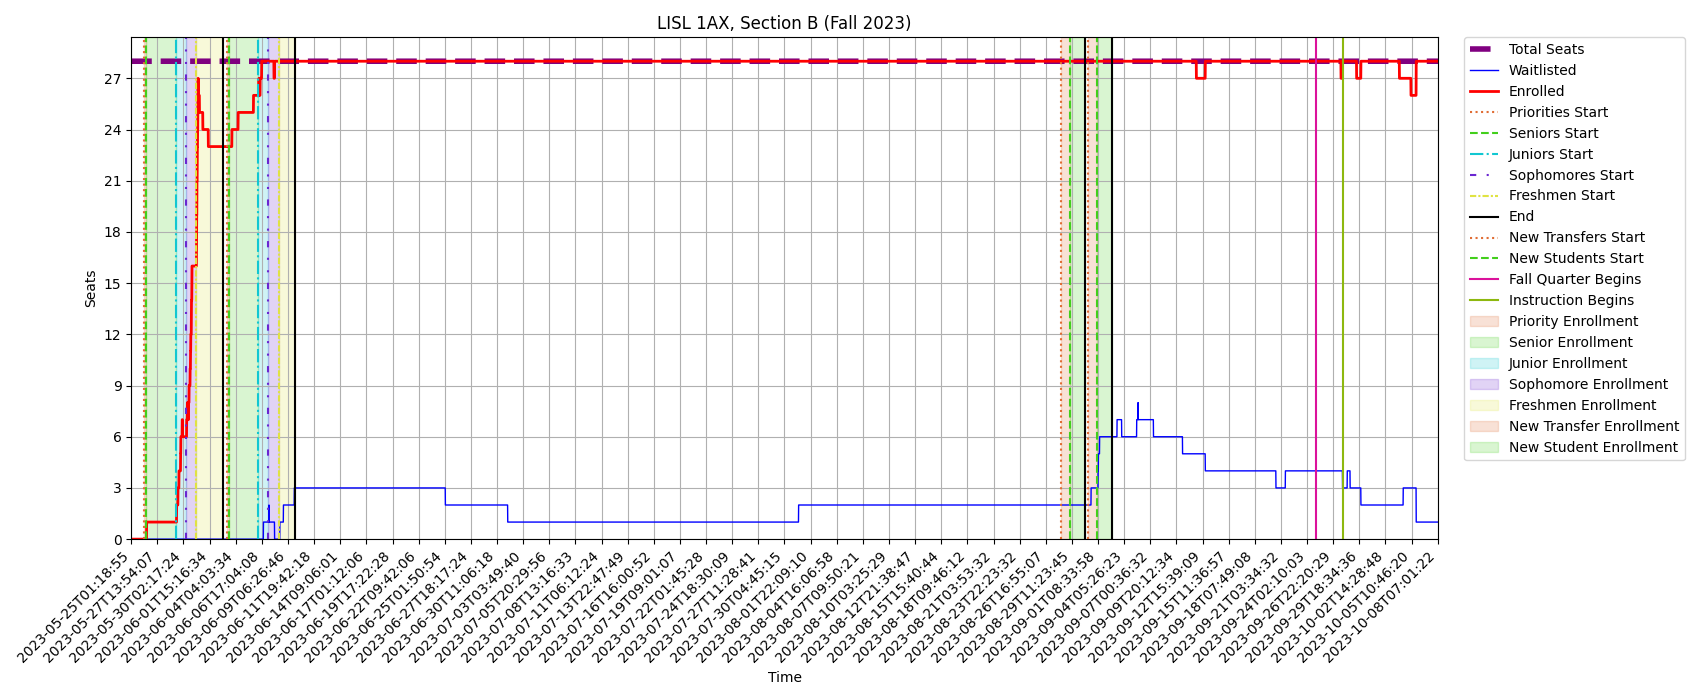 LISL 1AX, Section B (Fall 2023)
27
24
21
18
15
12
9
6
3
0
Seats
2023-05-25T01:18:55
2023-05-27T13:54:07
2023-05-30T02:17:24
2023-06-01T15:16:34
2023-06-04T04:03:34
2023-06-06T17:04:08
2023-06-09T06:26:46
2023-06-11T19:42:18
2023-06-14T09:06:01
2023-06-17T01:12:06
2023-06-19T17:22:28
2023-06-22T09:42:06
2023-06-25T01:50:54
2023-06-27T18:17:24
2023-06-30T11:06:18
2023-07-03T03:49:40
2023-07-05T20:29:56
2023-07-08T13:16:33
2023-07-11T06:12:24
2023-07-13T22:47:49
2023-07-16T16:00:52
2023-07-19T09:01:07
2023-07-22T01:45:28
2023-07-24T18:30:09
2023-07-27T11:28:41
2023-07-30T04:45:15
2023-08-01T22:09:10
2023-08-04T16:06:58
2023-08-07T09:50:21
2023-08-10T03:25:29
2023-08-12T21:38:47
2023-08-15T15:40:44
2023-08-18T09:46:12
2023-08-21T03:53:32
2023-08-23T22:23:32
2023-08-26T16:55:07
2023-08-29T11:23:45
2023-09-01T08:33:58
2023-09-04T05:26:23
2023-09-07T00:36:32
2023-09-09T20:12:34
2023-09-12T15:39:09
2023-09-15T11:36:57
2023-09-18T07:49:08
2023-09-21T03:34:32
2023-09-24T02:10:03
2023-09-26T22:20:29
2023-09-29T18:34:36
2023-10-02T14:28:48
2023-10-05T10:46:20
2023-10-08T07:01:22
Time
Total Seats
Waitlisted
Enrolled
Priorities Start
Seniors Start
Juniors Start
Sophomores Start
Freshmen Start
End
New Transfers Start
New Students Start
Fall Quarter Begins
Instruction Begins
Priority Enrollment
Senior Enrollment
Junior Enrollment
Sophomore Enrollment
Freshmen Enrollment
New Transfer Enrollment
New Student Enrollment